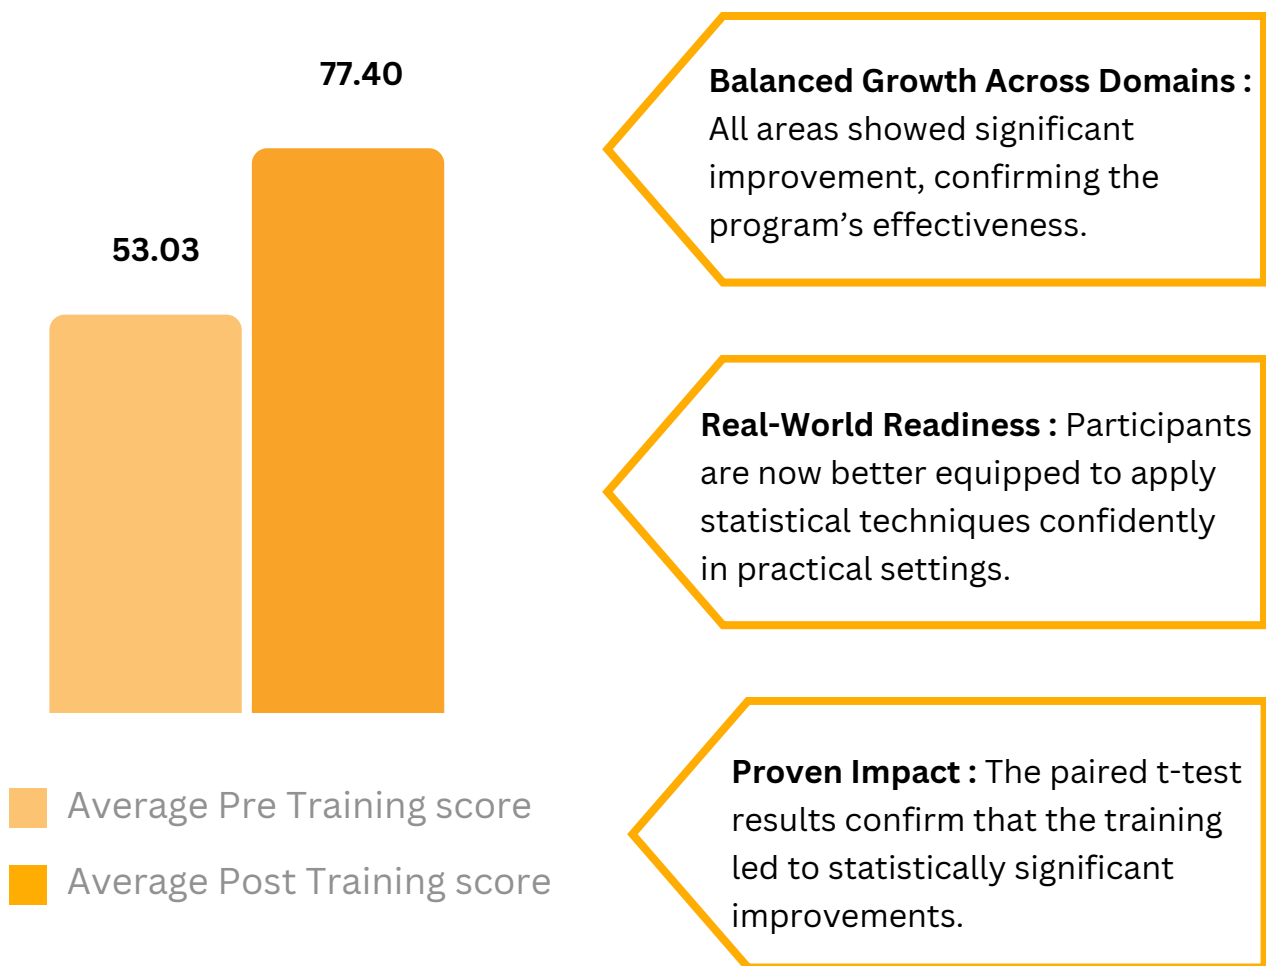 77.40
53.03
Average Pre Training score
Average Post Training score
Balanced Growth Across Domains :
All areas showed significant
improvement, confirming the
program’s effectiveness.
Real-World Readiness : Participants
are now better equipped to apply
statistical techniques confidently
in practical settings.
Proven Impact : The paired t-test
results confirm that the training
led to statistically significant
improvements.